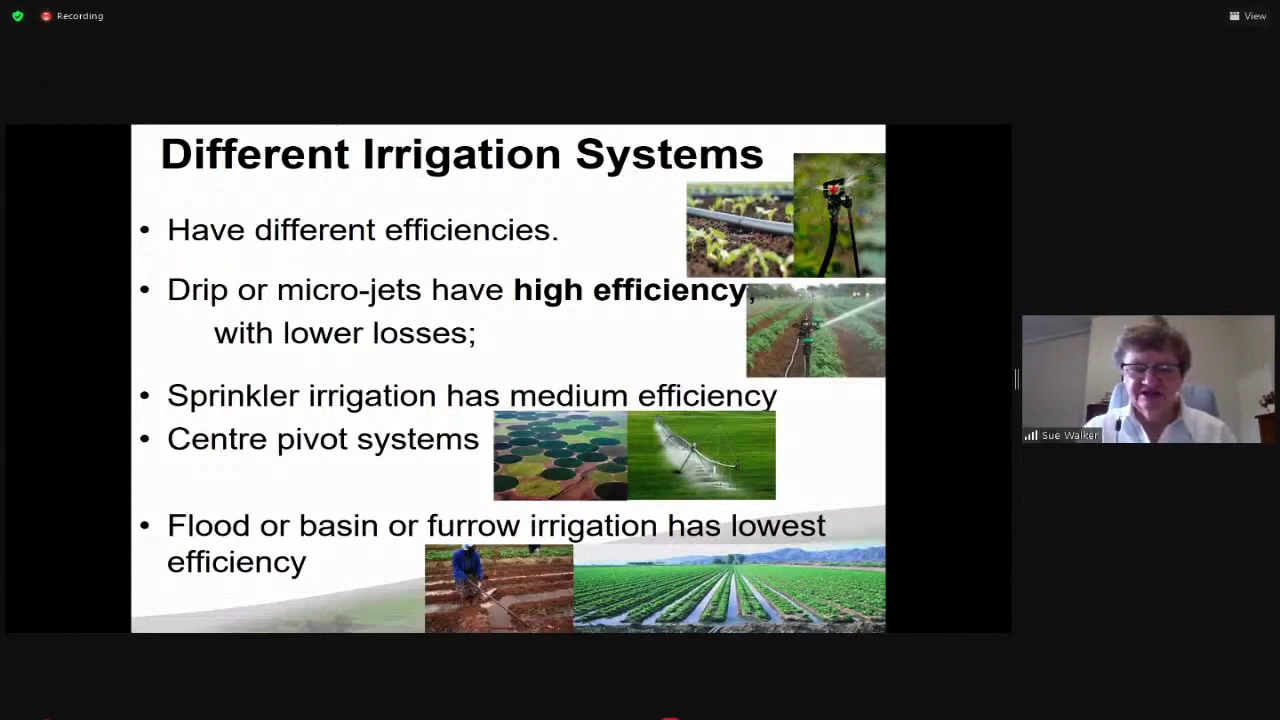 Recording
View
Different Irrigation Systems
• Have different efficiencies.
• Drip or micro-jets have high efficiency,
with lower losses;
• Sprinkler irrigation has medium efficiency
• Centre pivot systems
• Flood or basin or furrow irrigation has lowest
efficiency
Sue Walker